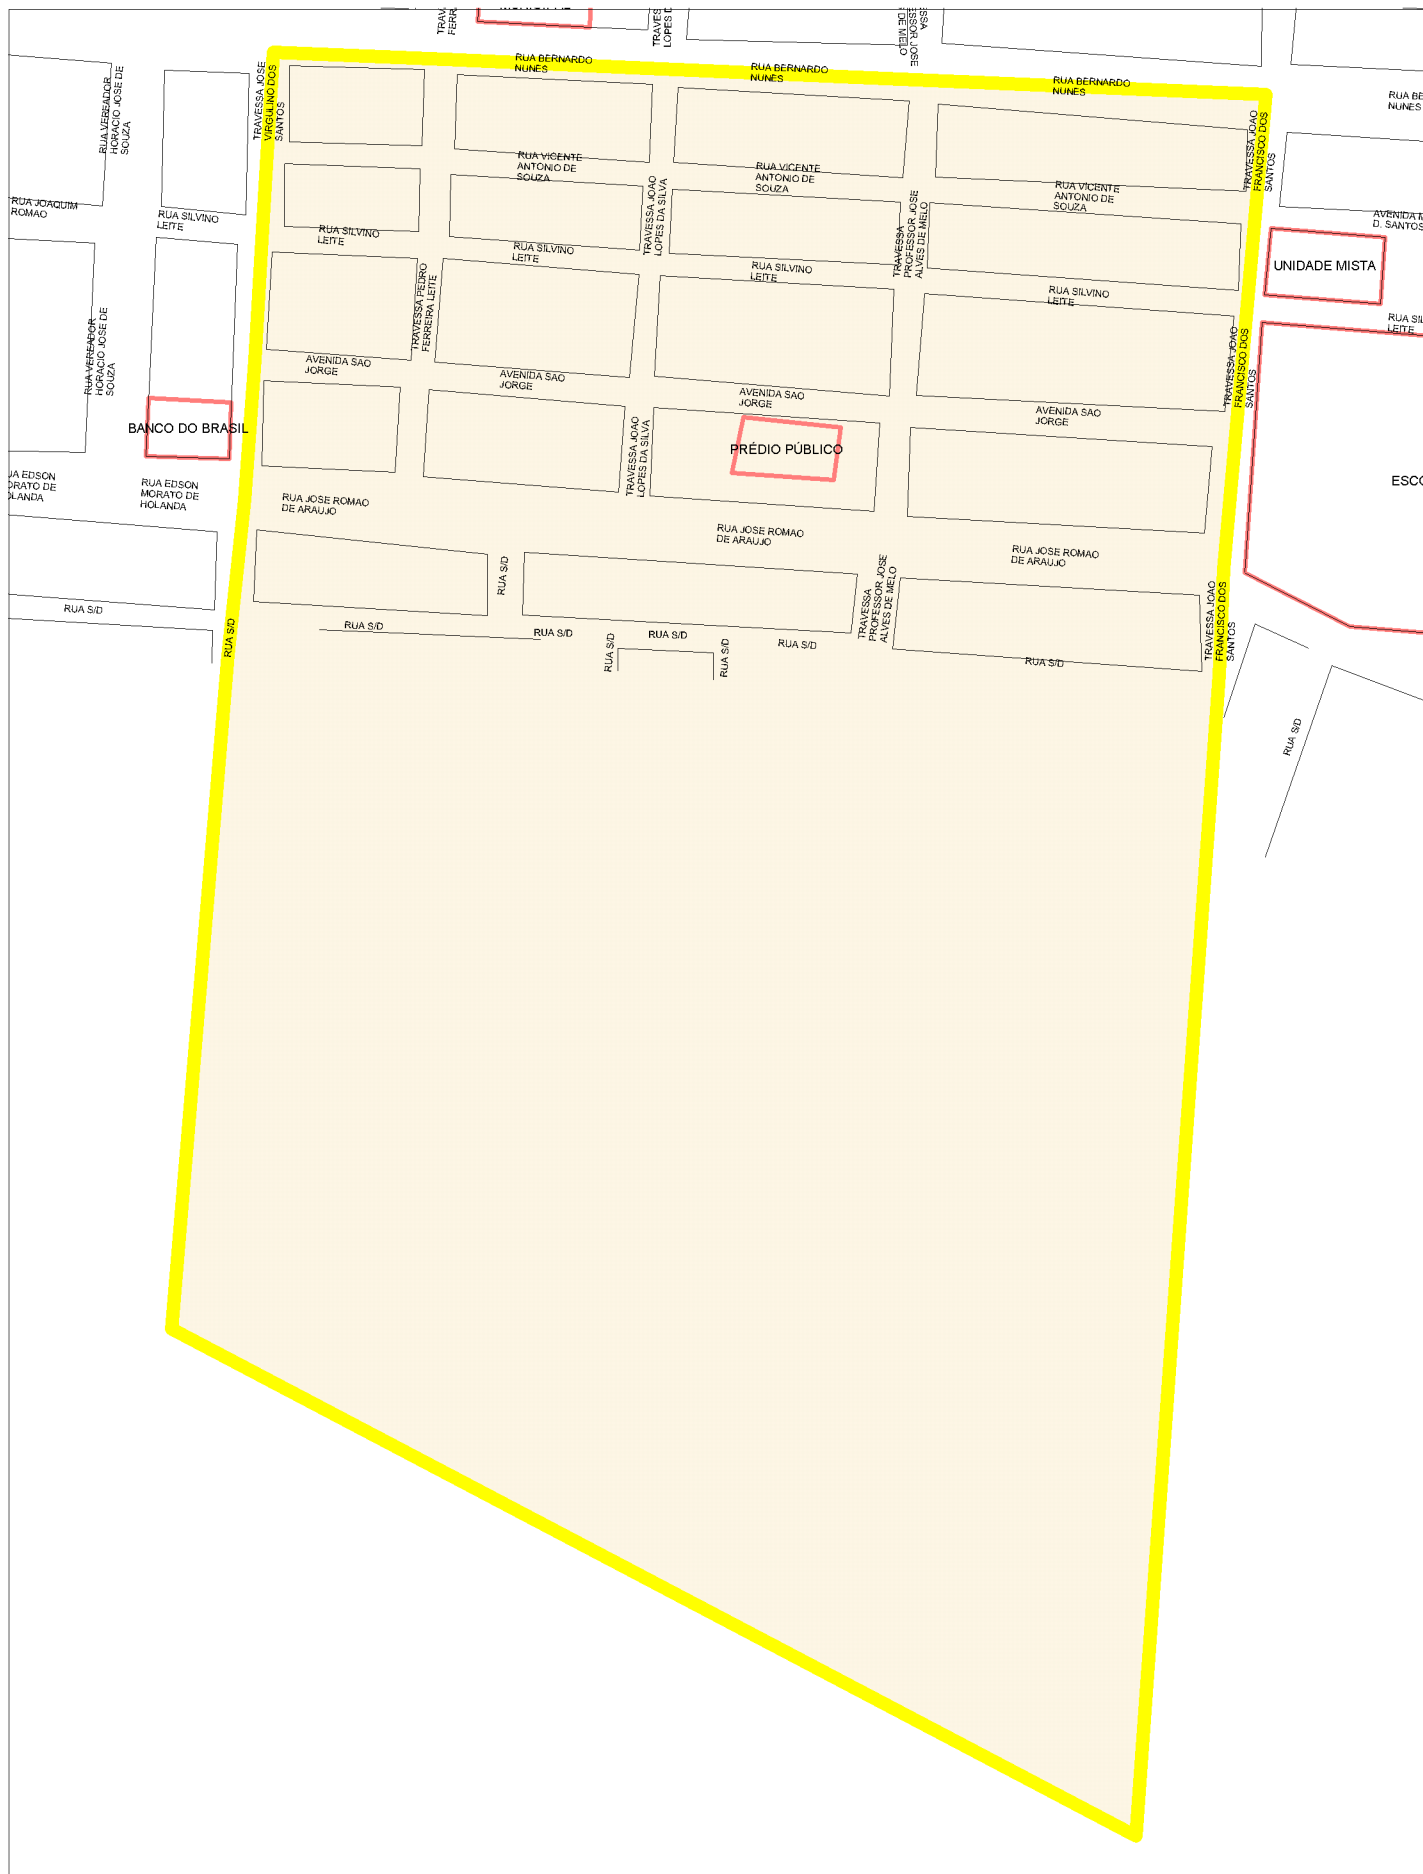 RUA BERNARDO
NUNES
RUA BERNARDO
NUNES
RUA BERNARDO
NUNES
RUA VEREADOR
HORACIO JOSE DE
SOUZA
TRAVESSA JOSE
VIRGULINO DOS
SANTOS
TRAVESSA JOAO
FRANCISCO DOS
SANTOS
RUA VICENTE
ANTONIO DE
SOUZA
RUA VICENTE
ANTONIO DE
SOUZA
RUA VICENTE
ANTONIO DE
SOUZA
RUA JOAQUIM
ROMAO
RUA SILVINO
LEITE
RUA SILVINO
LEITE
RUA SILVINO
LEITE
RUA SILVINO
LEITE
RUA SILVINO
LEITE
TRAVESSA JOAO
LOPES DA SILVA
TRAVESSA
PROFESSOR JOSE
ALVES DE MELO
D. SANTOS
UNIDADE MISTA
LEITE
RUA VEREADOR
HORACIO JOSE DE
SOUZA
TRAVESSA PEDRO
FERREIRA LEITE
TRAVESSA JOAO
FRANCISCO DOS
SANTOS
AVENIDA SAO
JORGE
AVENIDA SAO
JORGE
AVENIDA SAO
JORGE
AVENIDA SAO
JORGE
BANCO DO BRASIL
TRAVESSA JOAO
LOPES DA SILVA
PRÉDIO PÚBLICO
RUA EDSON
MORATO DE
HOLANDA
RUA JOSE ROMAO
DE ARAUJO
RUA JOSE ROMAO
DE ARAUJO
RUA JOSE ROMAO
DE ARAUJO
RUA S/D
TRAVESSA
PROFESSOR JOSE
ALVES DE MELO
TRAVESSA JOAO
FRANCISCO DOS
SANTOS
RUA S/D
RUA S/D
RUA S/D
RUA S/D
RUA S/D
RUA S/D
RUA S/D
RUA S/D
RUA S/D
RUA S/D